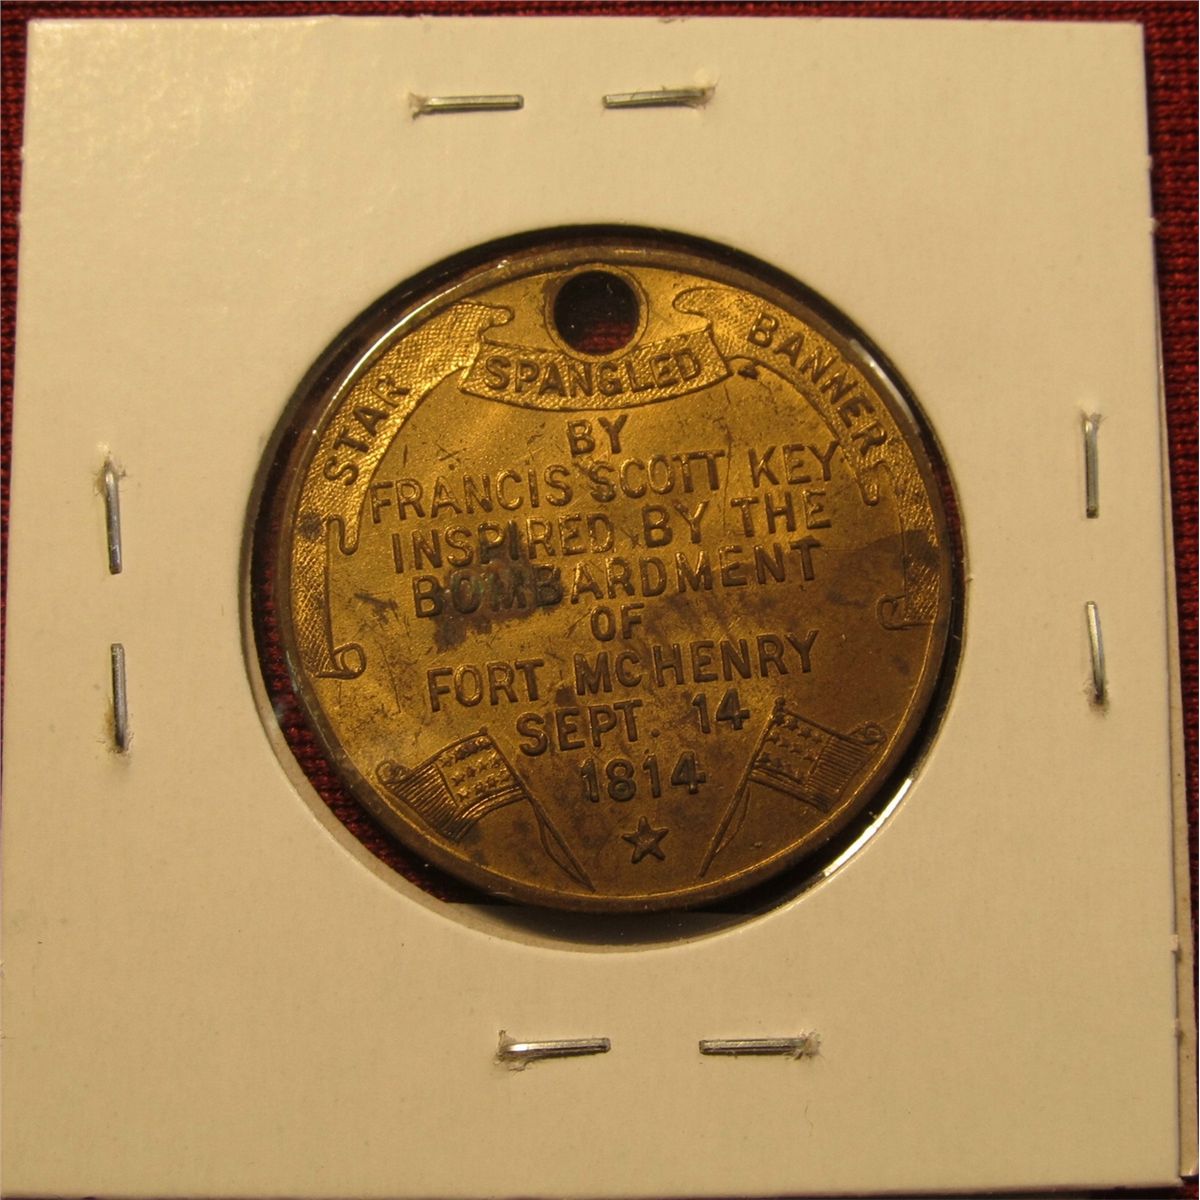 STAR SPANGLED BANNER
BY
FRANCIS SCOTT KEY
INSPIRED BY THE
BOMBARDMENT
OF
FORT MCHENRY
SEPT. 14
1814